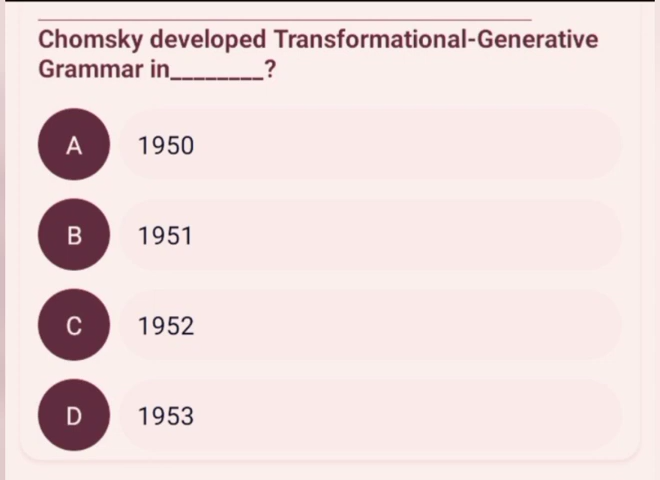 Chomsky developed Transformational-Generative
Grammar in________?
A 1950
B 1951
C 1952
D 1953